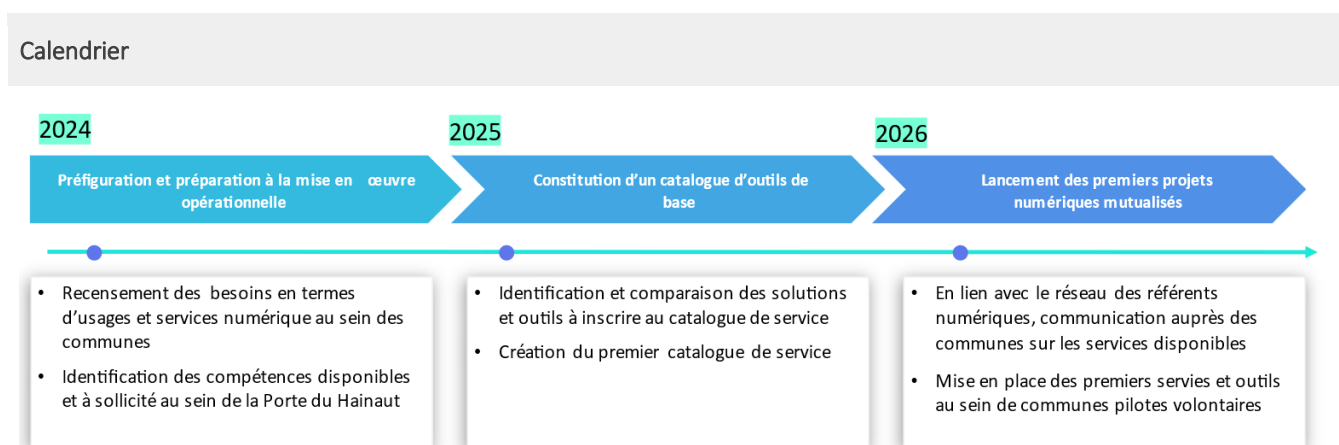 Calendrier
2024
Préfiguration et préparation à la mise en œuvre
opérationnelle
2025
Constitution d’un catalogue d’outils de
base
2026
Lancement des premiers projets
numériques mutualisés
• Recensement des besoins en termes
d’usages et services numérique au sein des
communes
• Identification des compétences disponibles
et à sollicité au sein de la Porte du Hainaut
• Identification et comparaison des solutions
et outils à inscrire au catalogue de service
• Création du premier catalogue de service
• En lien avec le réseau des référents
numériques, communication auprès des
communes sur les services disponibles
• Mise en place des premiers servies et outils
au sein de communes pilotes volontaires